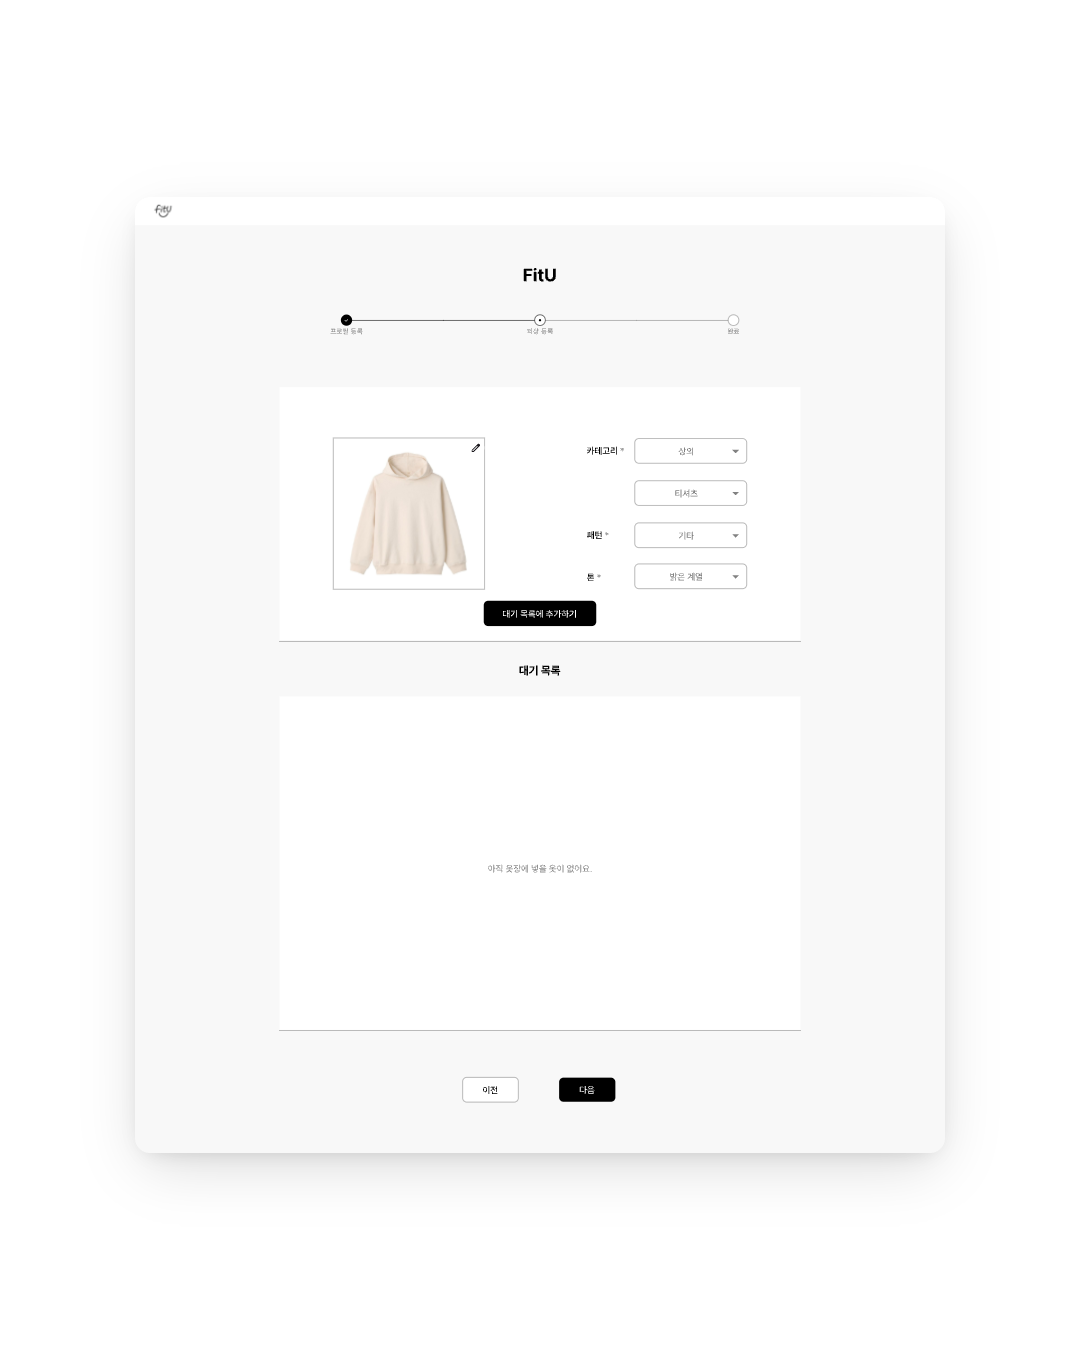 FitU
FitU
프로필 등록
의상 등록
완료
카테고리 *
상의
티셔츠
패턴 *
기타
톤 *
밝은 계열
대기 목록에 추가하기
대기 목록
아직 옷장에 넣을 옷이 없어요.
이전
다음